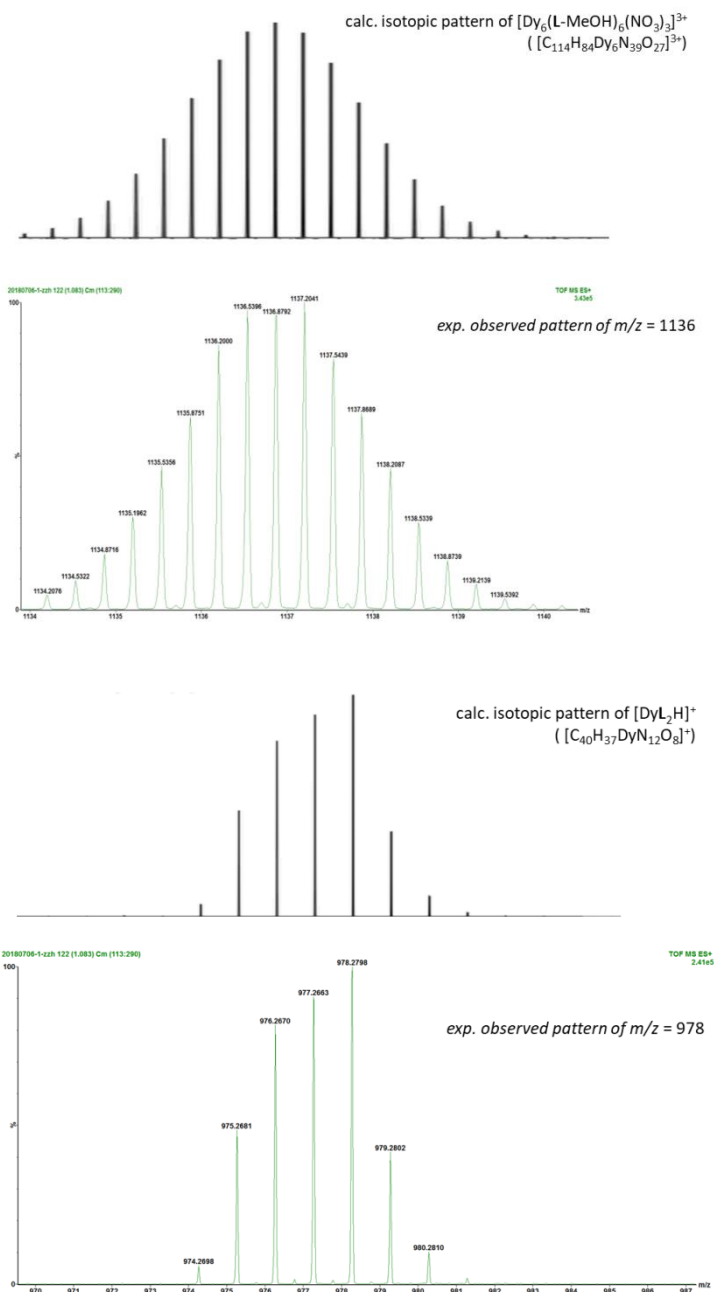 calc. isotopic pattern of [Dy₆(L-MeOH)₆(NO₃)₃]³⁺
( [C₁₁₄H₈₄Dy₆N₃₉O₂₇]³⁺)
20180706-1-zzh 122 (1.083) Cm (113:290)
TOF MS ES+
3.43e5
exp. observed pattern of m/z = 1136
100
%
0
1134.2076
1134.5322
1134.8716
1135.1962
1135.5356
1135.8751
1136.2000
1136.5396
1136.8792
1137.2041
1137.5439
1137.8689
1138.2087
1138.5339
1138.8739
1139.2139
1139.5392
1134 1135 1136 1137 1138 1139 1140 m/z
calc. isotopic pattern of [DyL₂H]⁺
( [C₄₀H₃₇DyN₁₂O₈]⁺)
20180706-1-zzh 122 (1.083) Cm (113:290)
TOF MS ES+
2.41e5
exp. observed pattern of m/z = 978
100
%
0
974.2698
975.2681
976.2670
977.2663
978.2798
979.2802
980.2810
970 971 972 973 974 975 976 977 978 979 980 981 982 983 984 985 986 987 m/z